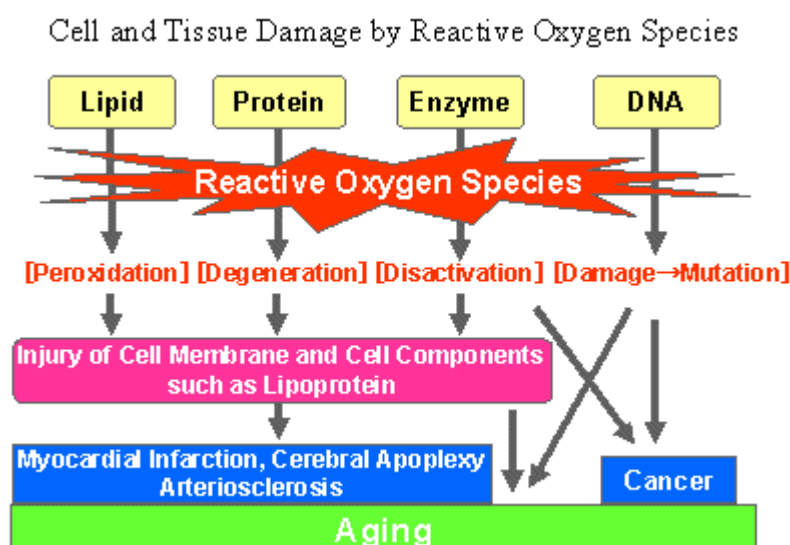 Cell and Tissue Damage by Reactive Oxygen Species
Lipid Protein Enzyme DNA
Reactive Oxygen Species
[Peroxidation] [Degeneration] [Disactivation] [Damage→Mutation]
Injury of Cell Membrane and Cell Components
such as Lipoprotein
Myocardial Infarction, Cerebral Apoplexy
Arteriosclerosis
Cancer
Aging